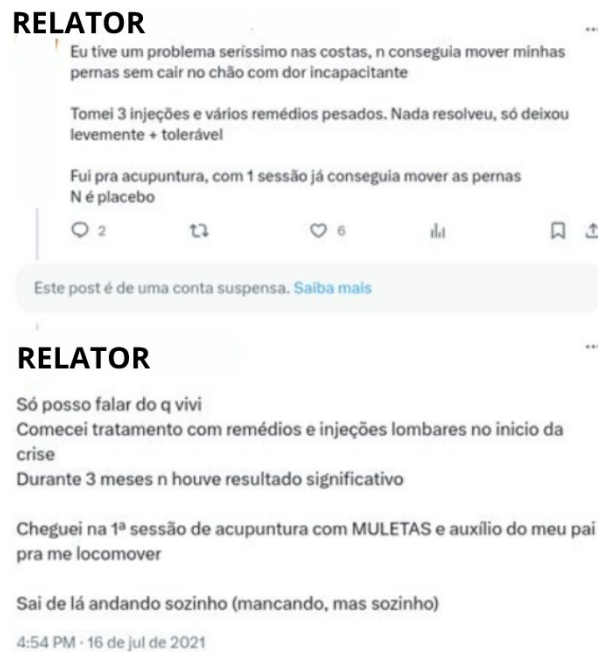 RELATOR
Eu tive um problema seríssimo nas costas, n conseguia mover minhas
pernas sem cair no chão com dor incapacitante
Tomei 3 injeções e vários remédios pesados. Nada resolveu, só deixou
levemente + tolerável
Fui pra acupuntura, com 1 sessão já conseguia mover as pernas
N é placebo
2 6
Este post é de uma conta suspensa. Saiba mais
RELATOR
Só posso falar do q vivi
Comecei tratamento com remédios e injeções lombares no inicio da
crise
Durante 3 meses n houve resultado significativo
Cheguei na 1ª sessão de acupuntura com MULETAS e auxílio do meu pai
pra me locomover
Sai de lá andando sozinho (mancando, mas sozinho)
4:54 PM · 16 de jul de 2021